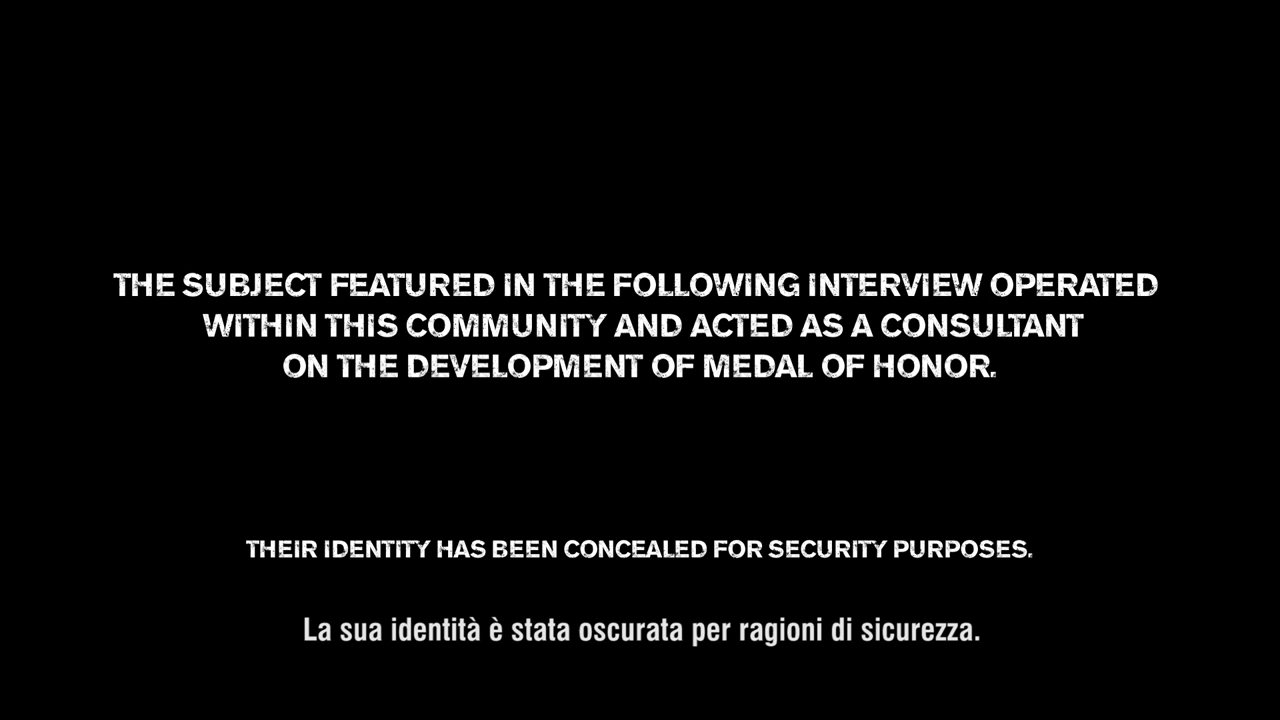 THE SUBJECT FEATURED IN THE FOLLOWING INTERVIEW OPERATED
WITHIN THIS COMMUNITY AND ACTED AS A CONSULTANT
ON THE DEVELOPMENT OF MEDAL OF HONOR.
THEIR IDENTITY HAS BEEN CONCEALED FOR SECURITY PURPOSES.
La sua identità è stata oscurata per ragioni di sicurezza.